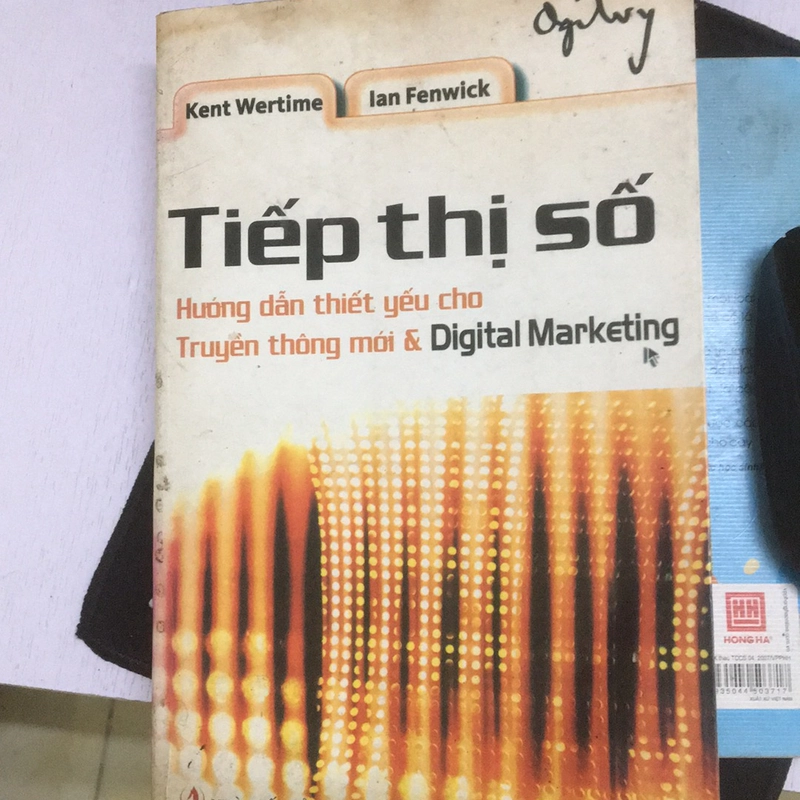 Ogilvy
Kent Wertime
Ian Fenwick
Tiếp thị số
Hướng dẫn thiết yếu cho
Truyền thông mới & Digital Marketing
HH
HONG HA